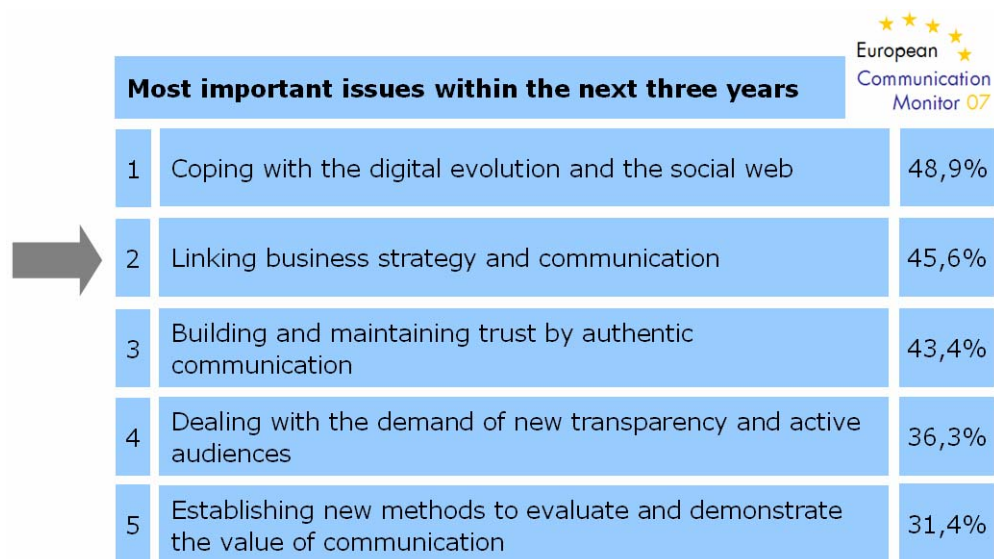 European
Communication
Monitor 07
Most important issues within the next three years
1 Coping with the digital evolution and the social web 48,9%
2 Linking business strategy and communication 45,6%
3 Building and maintaining trust by authentic
communication 43,4%
4 Dealing with the demand of new transparency and active
audiences 36,3%
5 Establishing new methods to evaluate and demonstrate
the value of communication 31,4%